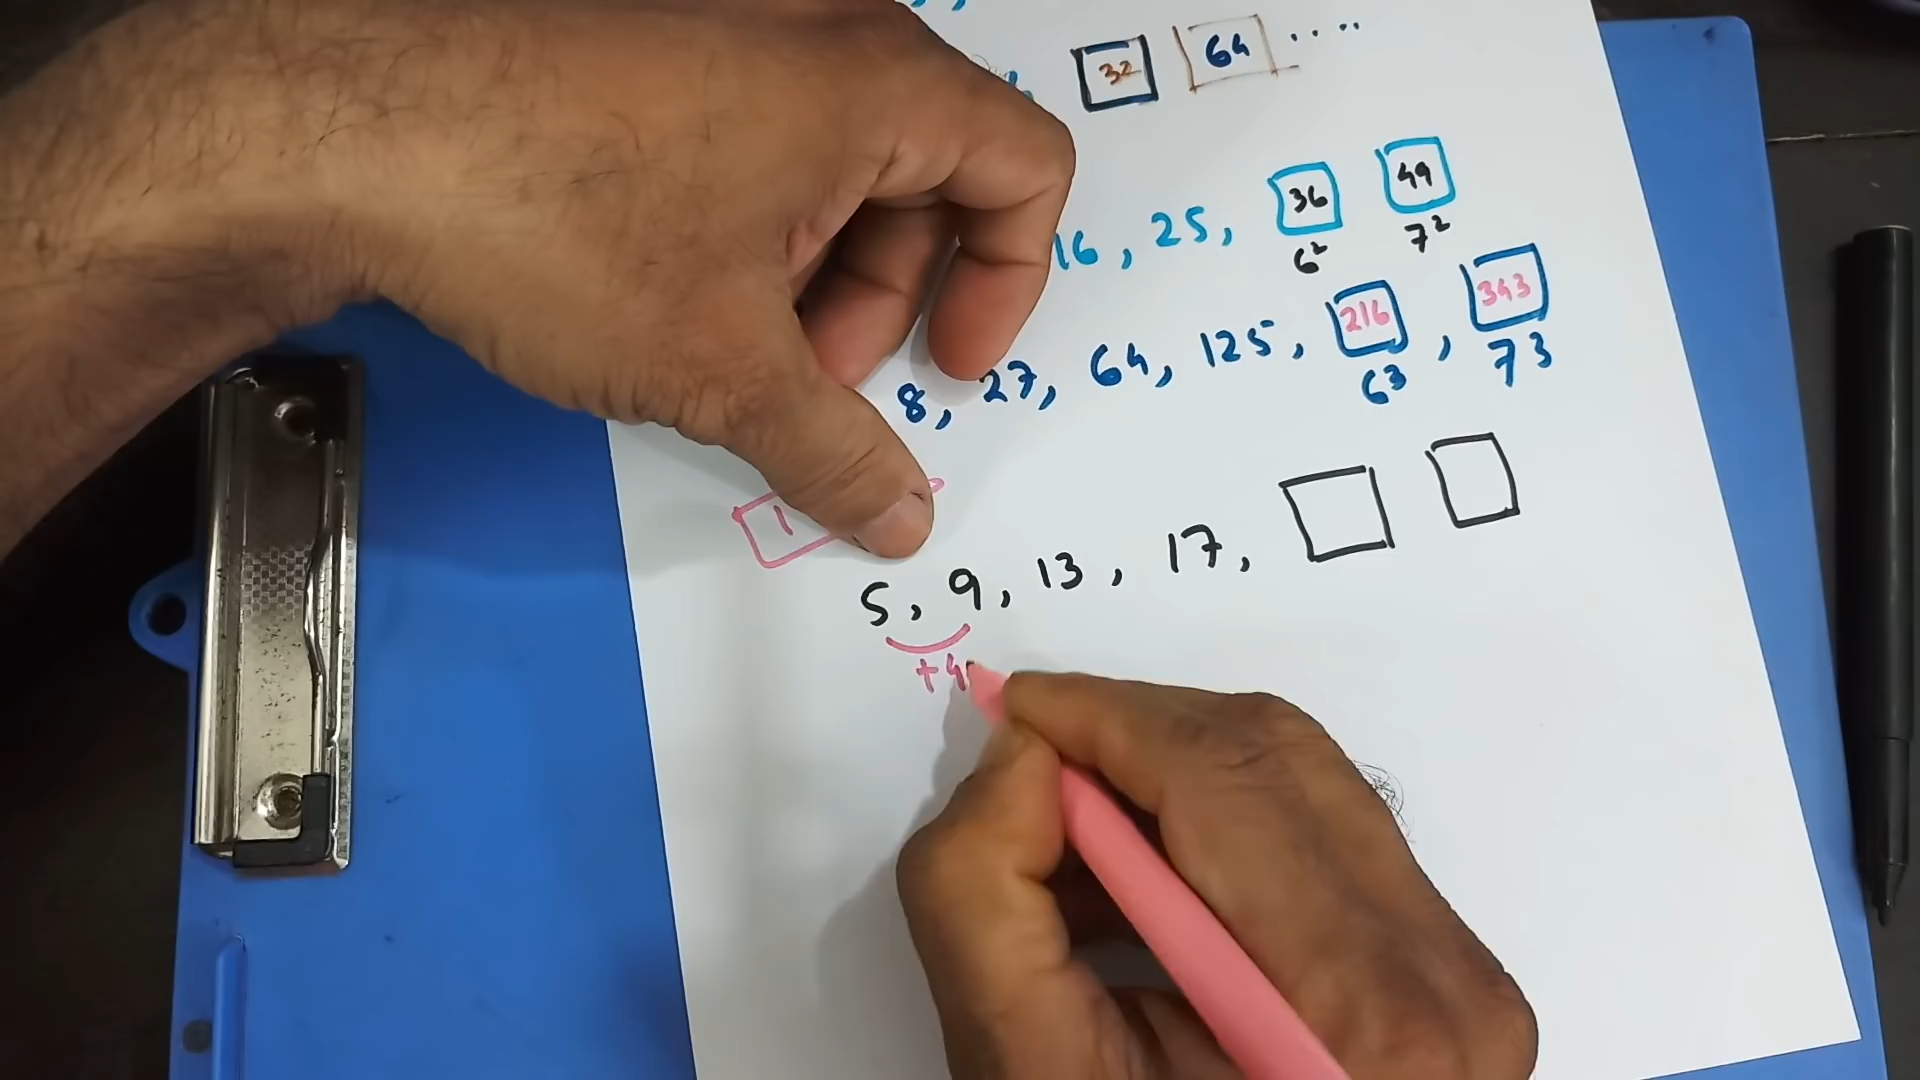 32 64 ....
16, 25, 36 49
6² 7²
8, 27, 64, 125, 216, 343
6³ 7³
1
5, 9, 13, 17,
+4